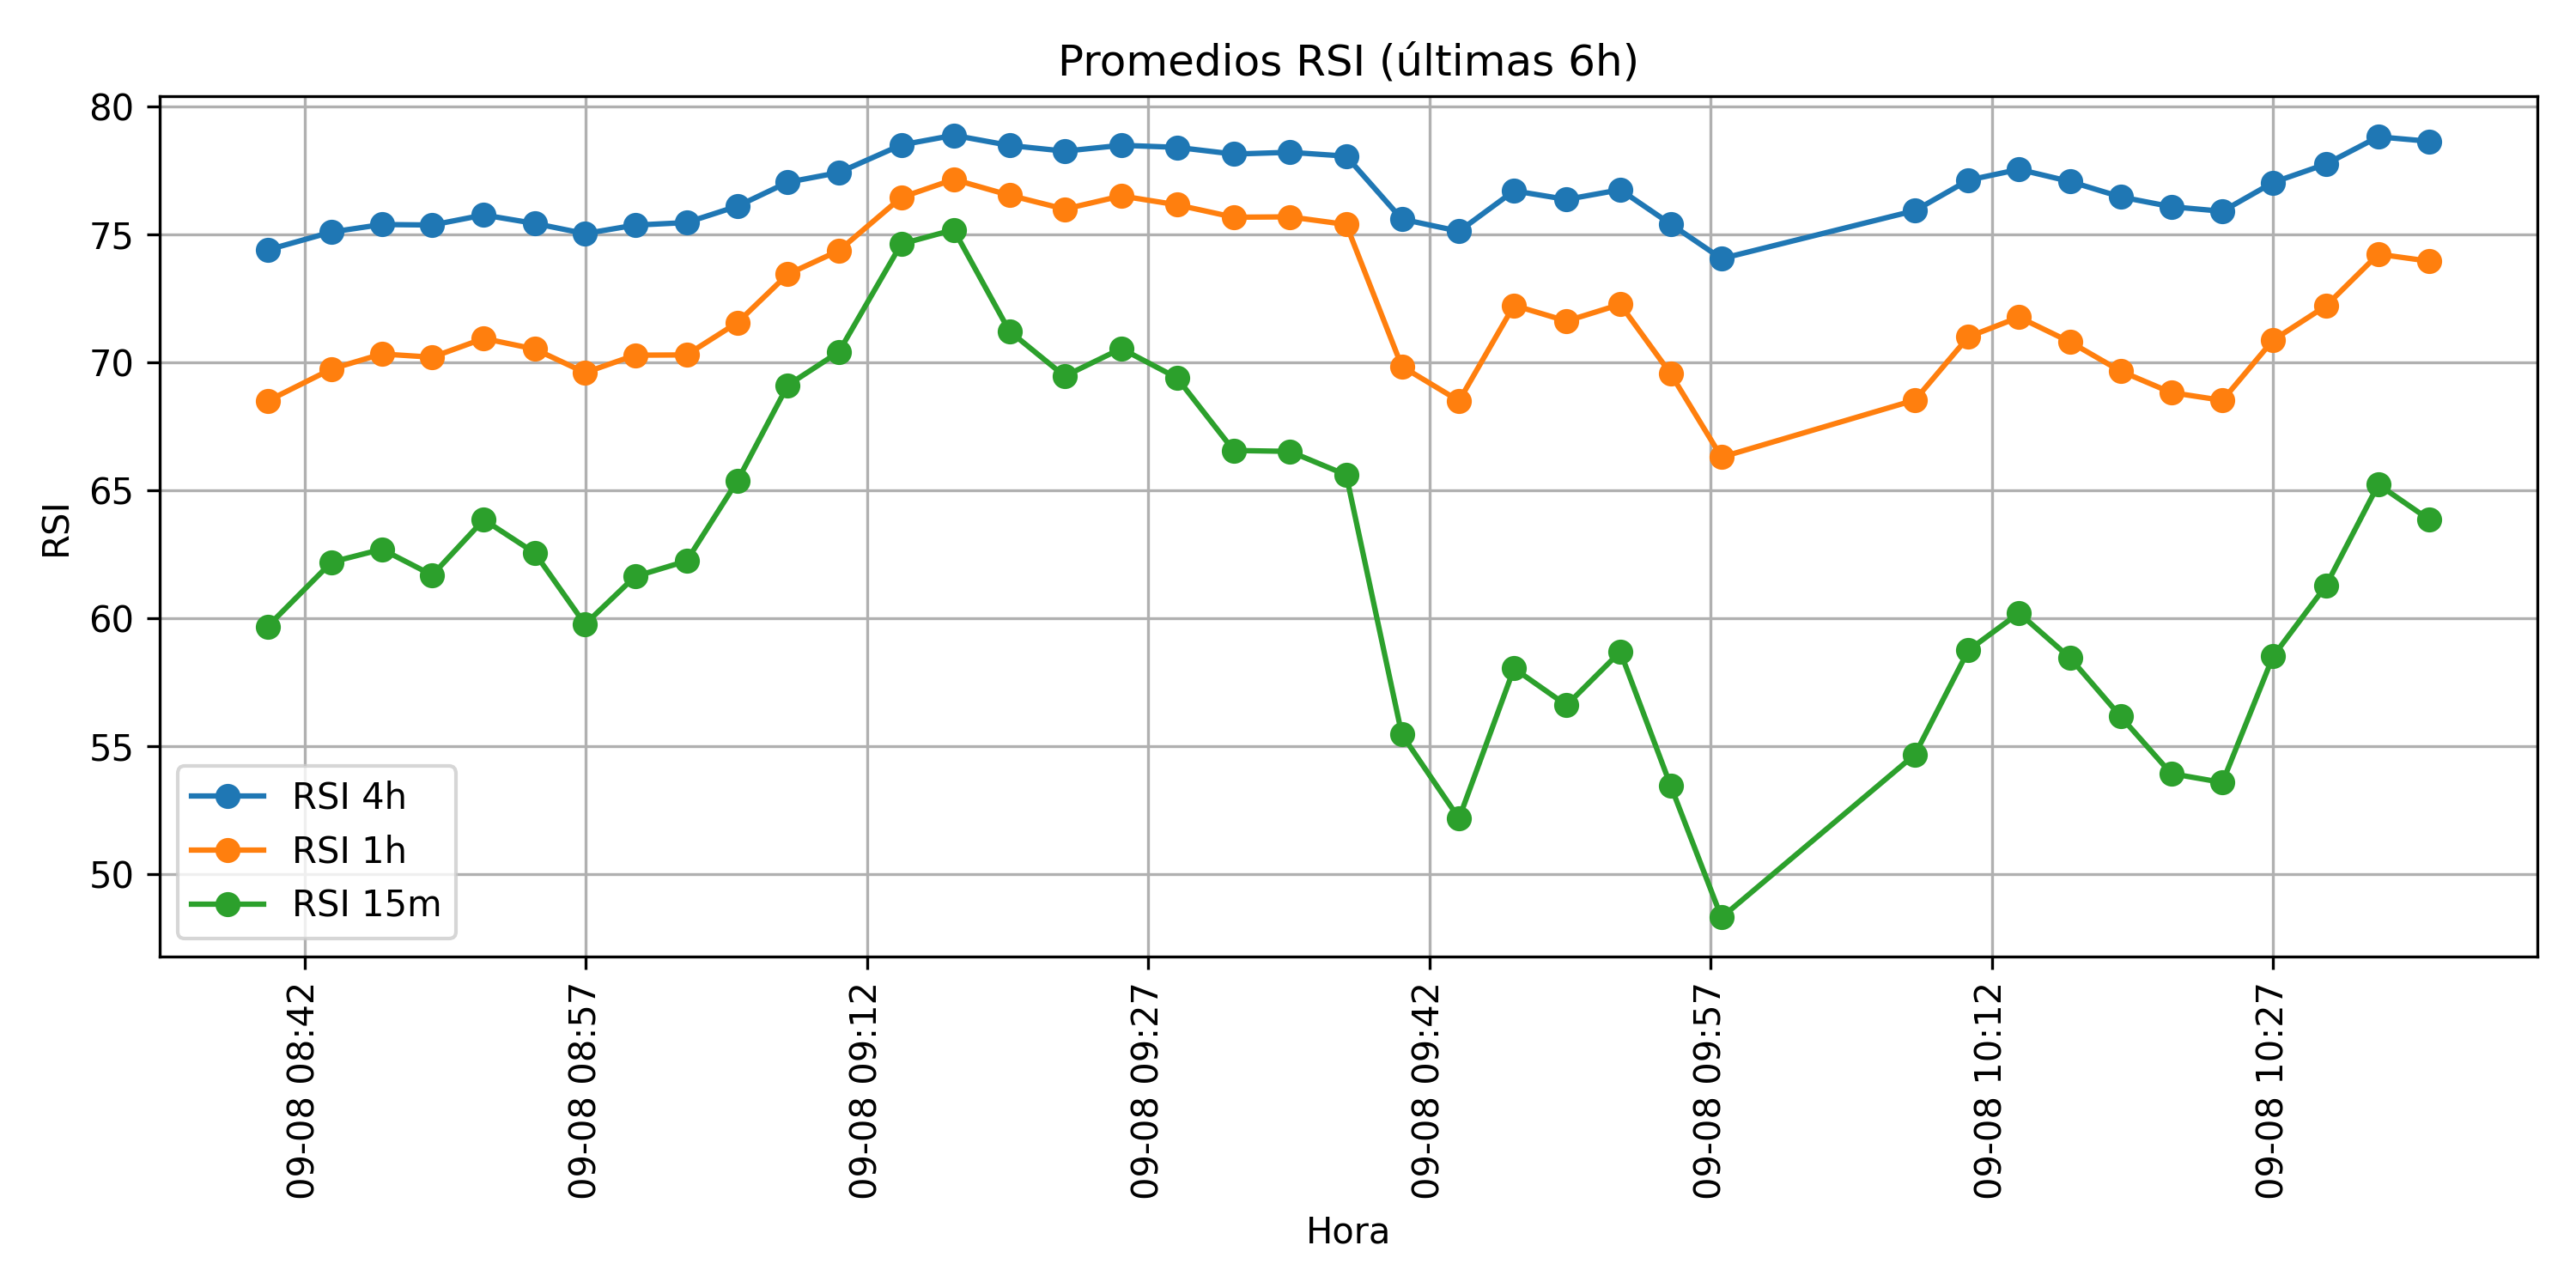 Promedios RSI (últimas 6h)
80
75
70
65
60
55
50
RSI
RSI 4h
RSI 1h
RSI 15m
09-08 08:42
09-08 08:57
09-08 09:12
09-08 09:27
09-08 09:42
09-08 09:57
09-08 10:12
09-08 10:27
Hora